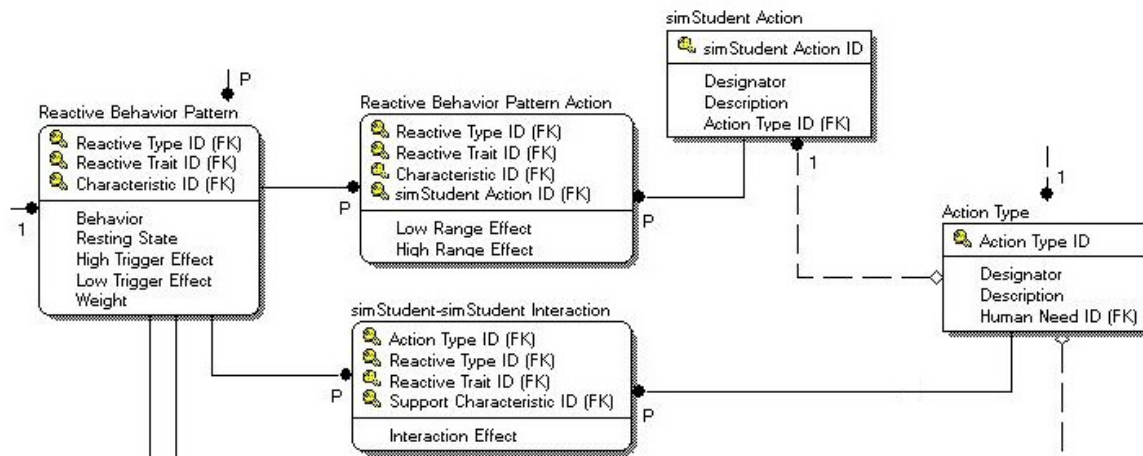 simStudent Action
simStudent Action ID
Designator
Description
Action Type ID (FK)
1
P
Reactive Behavior Pattern
Reactive Type ID (FK)
Reactive Trait ID (FK)
Characteristic ID (FK)
Behavior
Resting State
High Trigger Effect
Low Trigger Effect
Weight
1
Reactive Behavior Pattern Action
Reactive Type ID (FK)
Reactive Trait ID (FK)
Characteristic ID (FK)
simStudent Action ID (FK)
Low Range Effect
High Range Effect
P
P
1
Action Type
Action Type ID
Designator
Description
Human Need ID (FK)
simStudent-simStudent Interaction
Action Type ID (FK)
Reactive Type ID (FK)
Reactive Trait ID (FK)
Support Characteristic ID (FK)
Interaction Effect
P
P